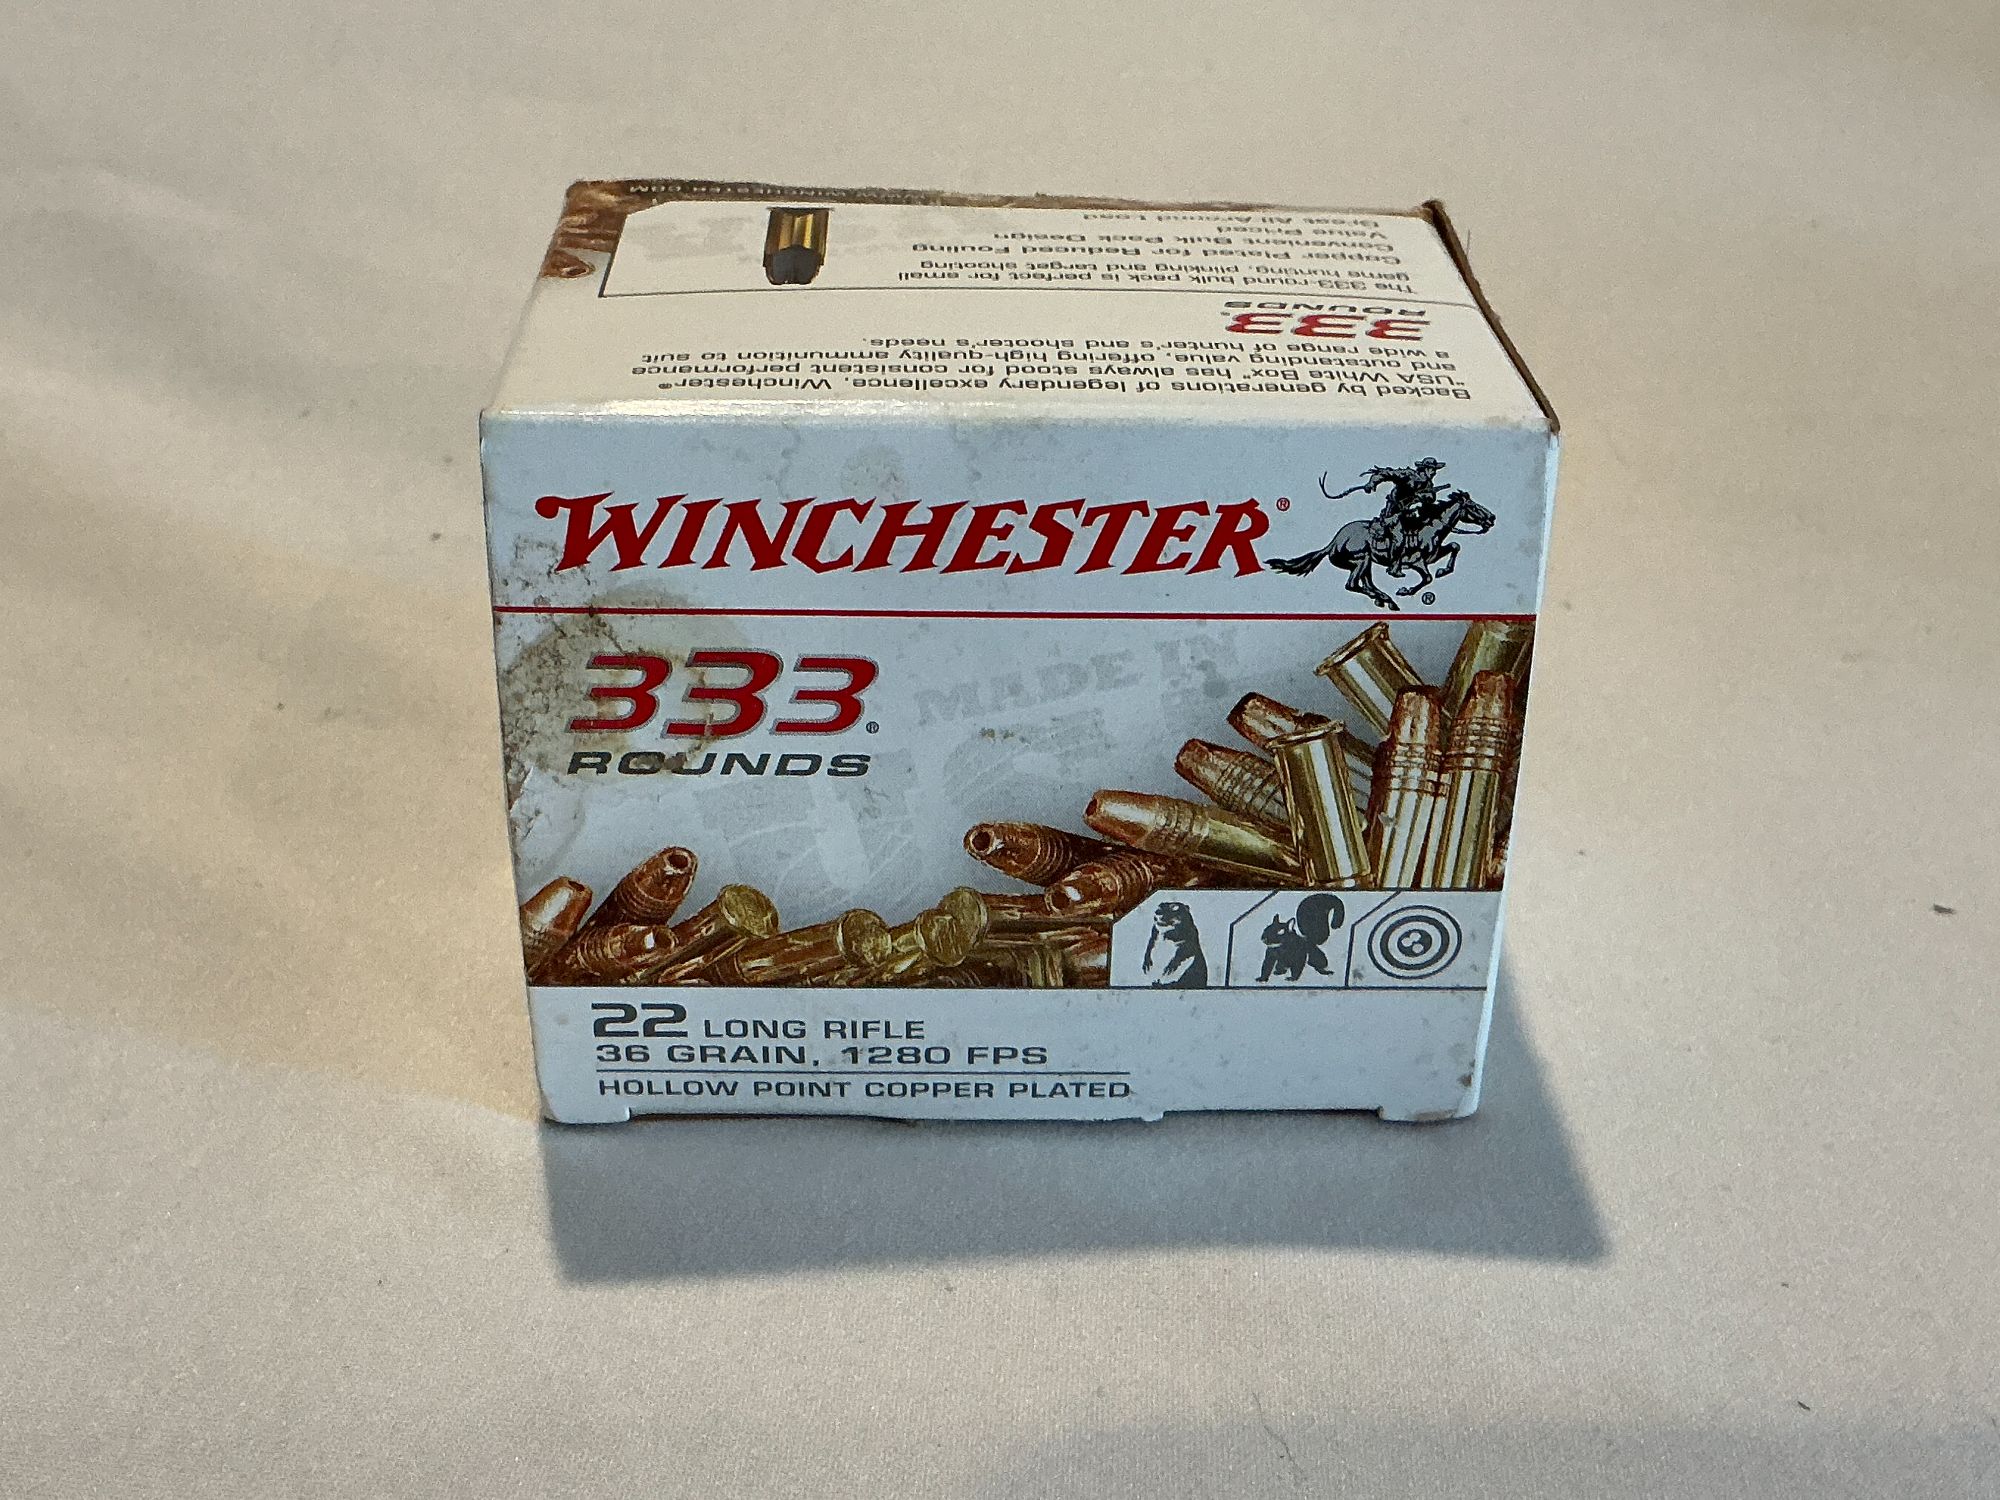 WWW.WINCHESTER.COM
The 333-round bulk pack is perfect for small
game hunting, plinking and target shooting
Copper Plated for Reduced Fouling
Convenient Bulk Pack Design
Value Priced
Great All Around Load
333®
ROUNDS
Backed by generations of legendary excellence, Winchester®
"USA White Box" has always stood for consistent performance
and outstanding value, offering high-quality ammunition to suit
a wide range of hunter's and shooter's needs.
WINCHESTER®
®
333®
ROUNDS
MADE IN
USA
22 LONG RIFLE
36 GRAIN, 1280 FPS
HOLLOW POINT COPPER PLATED